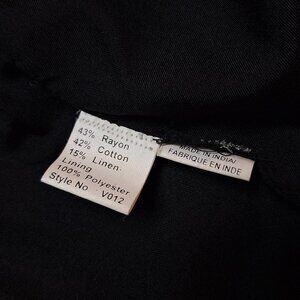 43% Rayon
42% Cotton
15% Linen
Lining
100% Polyester
Style No V012
MADE IN INDIA/
FABRIQUE EN INDE